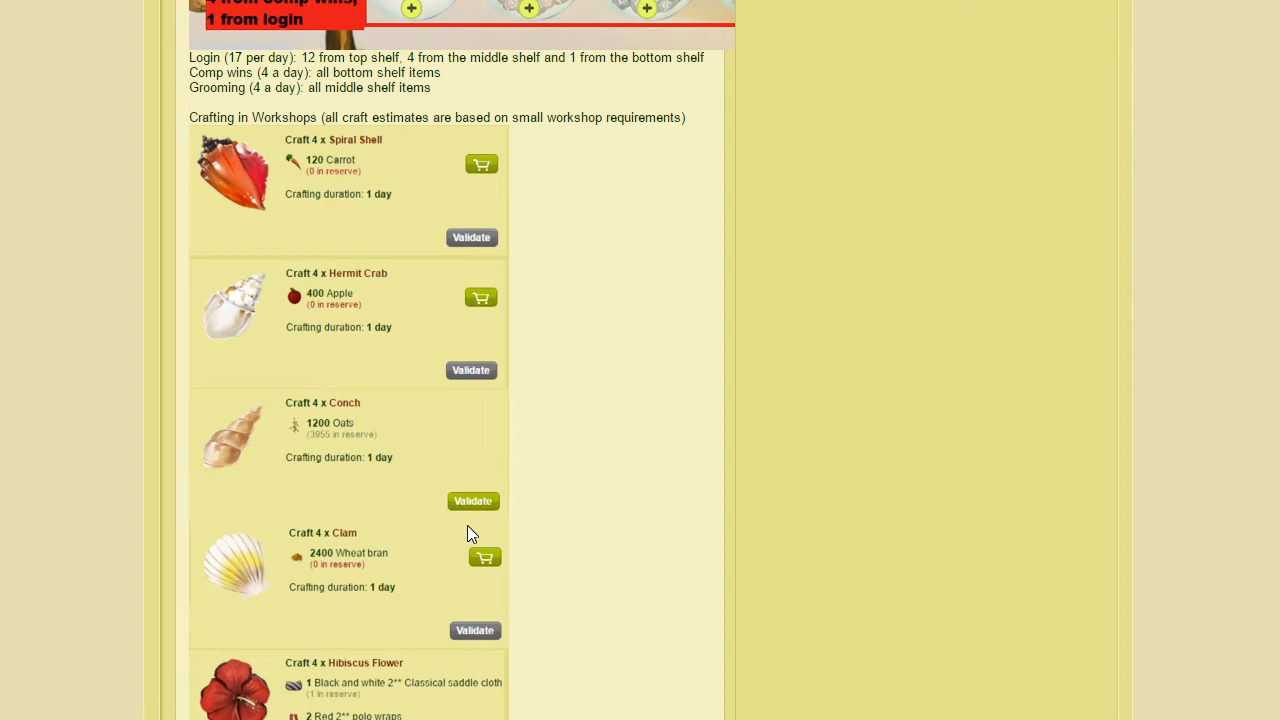 1 from login
Login (17 per day): 12 from top shelf, 4 from the middle shelf and 1 from the bottom shelf
Comp wins (4 a day): all bottom shelf items
Grooming (4 a day): all middle shelf items
Crafting in Workshops (all craft estimates are based on small workshop requirements)
Craft 4 x Spiral Shell
120 Carrot
(0 in reserve)
Crafting duration: 1 day
Validate
Craft 4 x Hermit Crab
400 Apple
(0 in reserve)
Crafting duration: 1 day
Validate
Craft 4 x Conch
1200 Oats
(3955 in reserve)
Crafting duration: 1 day
Validate
Craft 4 x Clam
2400 Wheat bran
(0 in reserve)
Crafting duration: 1 day
Validate
Craft 4 x Hibiscus Flower
1 Black and white 2** Classical saddle cloth
(1 in reserve)
2 Red 2** polo wraps